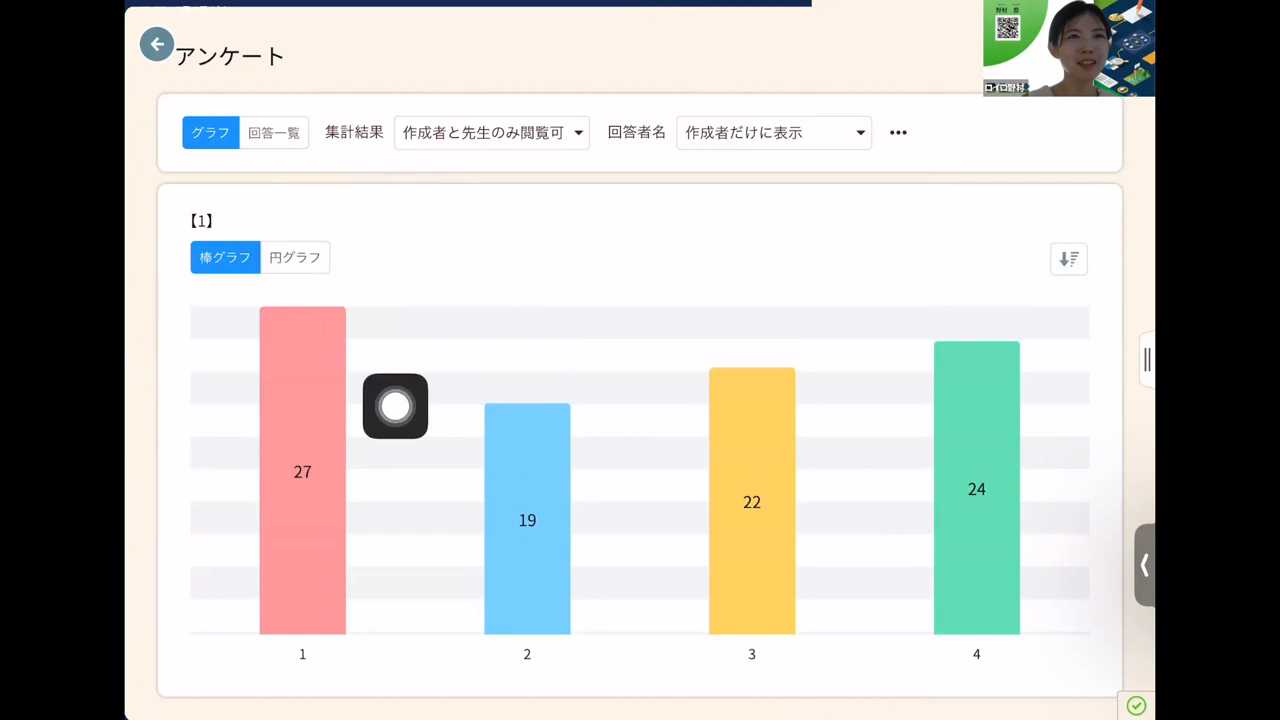 アンケート
野村 悠
ロイロ野村
グラフ 回答一覧 集計結果 作成者と先生のみ閲覧可 回答者名 作成者だけに表示 •••
【1】
棒グラフ 円グラフ
27
19
22
24
1 2 3 4